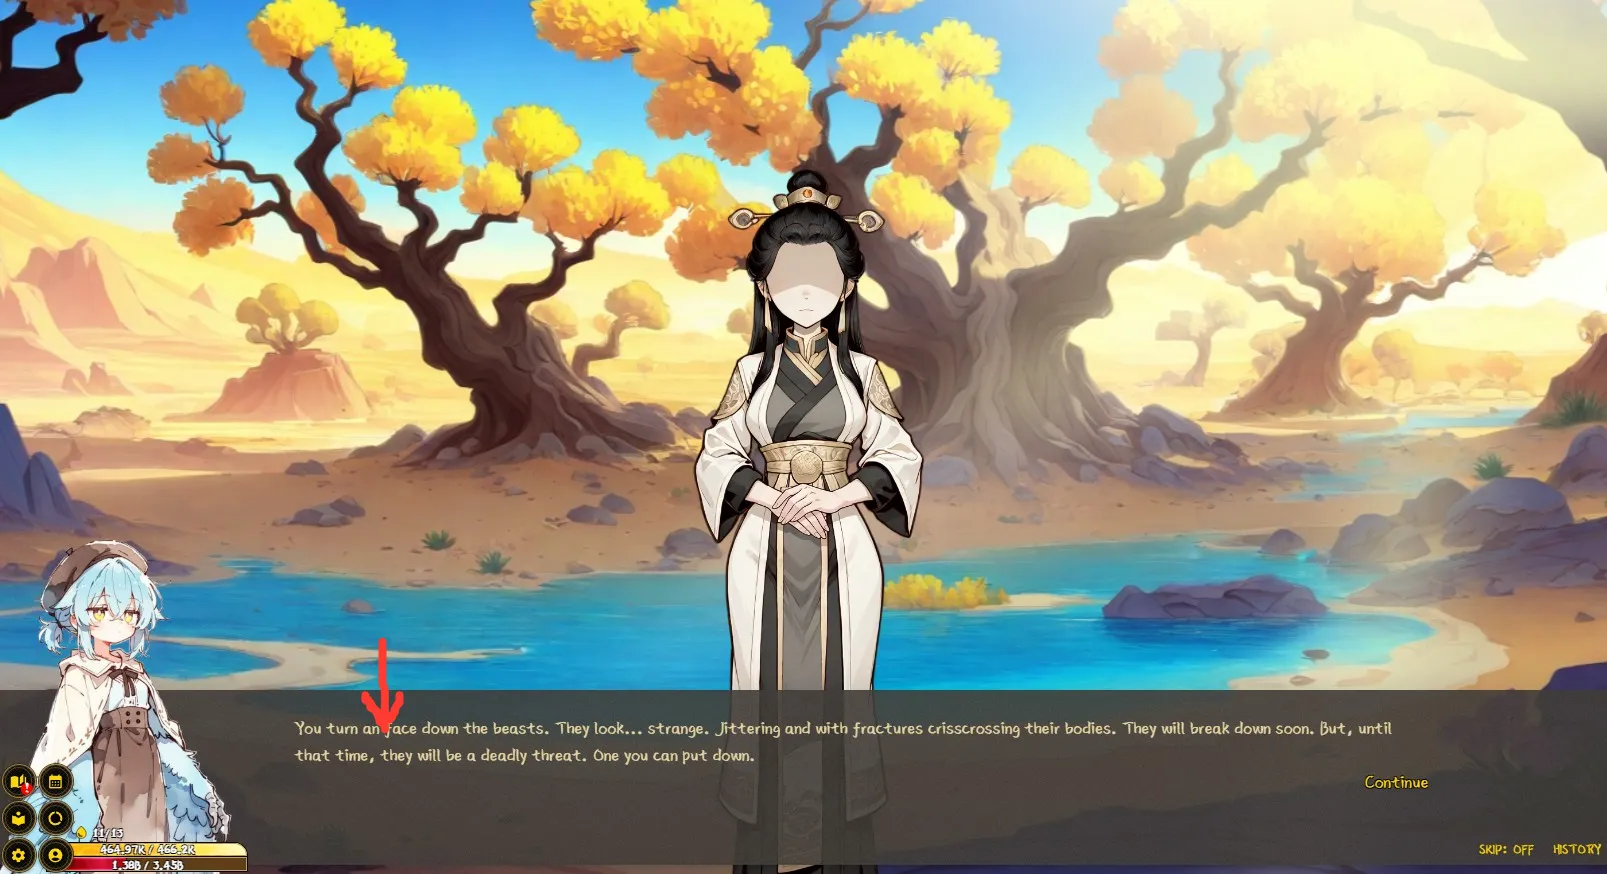 You turn an face down the beasts. They look... strange. Jittering and with fractures crisscrossing their bodies. They will break down soon. But, until
that time, they will be a deadly threat. One you can put down.
Continue
11/13
464.97K / 466.2K
1.38B / 3.45B
SKIP: OFF HISTORY